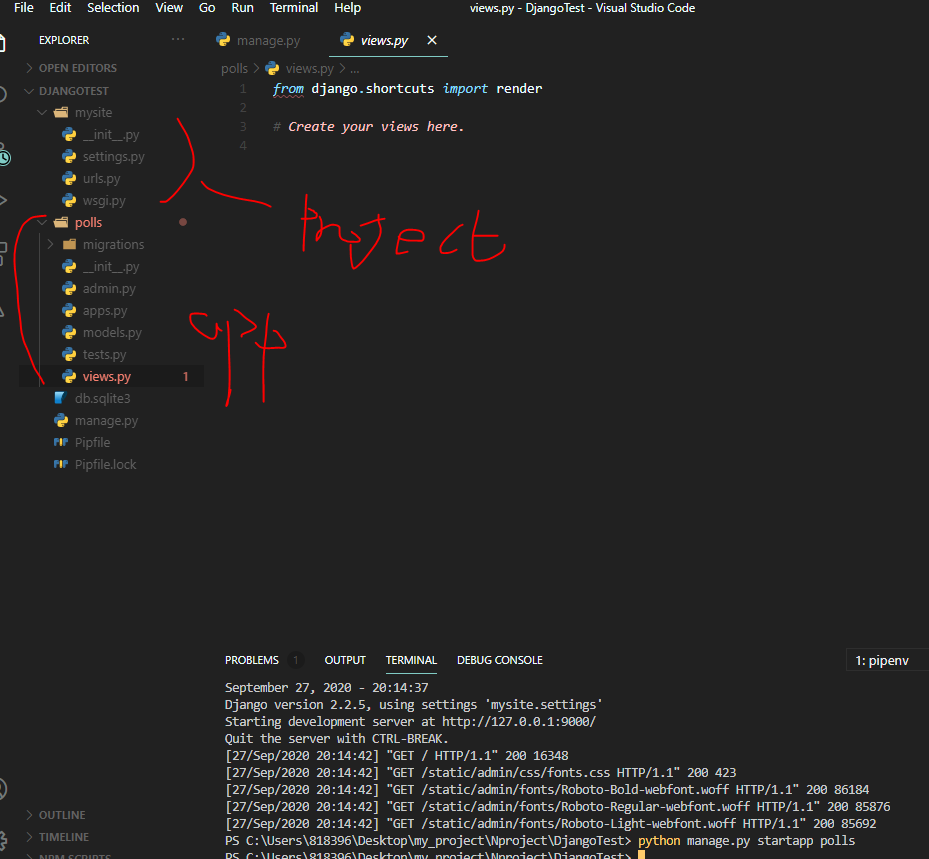 File Edit Selection View Go Run Terminal Help views.py - DjangoTest - Visual Studio Code
EXPLORER ...
manage.py views.py ×
OPEN EDITORS
DJANGOTEST
mysite
__init__.py
settings.py
urls.py
wsgi.py
polls
migrations
__init__.py
admin.py
apps.py
models.py
tests.py
views.py 1
db.sqlite3
manage.py
Pipfile
Pipfile.lock
OUTLINE
TIMELINE
NPM SCRIPTS
polls > views.py > ...
1 from django.shortcuts import render
2
3 # Create your views here.
4
Project
app
PROBLEMS 1 OUTPUT TERMINAL DEBUG CONSOLE 1: pipenv
September 27, 2020 - 20:14:37
Django version 2.2.5, using settings 'mysite.settings'
Starting development server at http://127.0.0.1:9000/
Quit the server with CTRL-BREAK.
[27/Sep/2020 20:14:42] "GET / HTTP/1.1" 200 16348
[27/Sep/2020 20:14:42] "GET /static/admin/css/fonts.css HTTP/1.1" 200 423
[27/Sep/2020 20:14:42] "GET /static/admin/fonts/Roboto-Bold-webfont.woff HTTP/1.1" 200 86184
[27/Sep/2020 20:14:42] "GET /static/admin/fonts/Roboto-Regular-webfont.woff HTTP/1.1" 200 85876
[27/Sep/2020 20:14:42] "GET /static/admin/fonts/Roboto-Light-webfont.woff HTTP/1.1" 200 85692
PS C:\Users\818396\Desktop\my_project\Nproject\DjangoTest> python manage.py startapp polls
PS C:\Users\818396\Desktop\my_project\Nproject\DjangoTest>